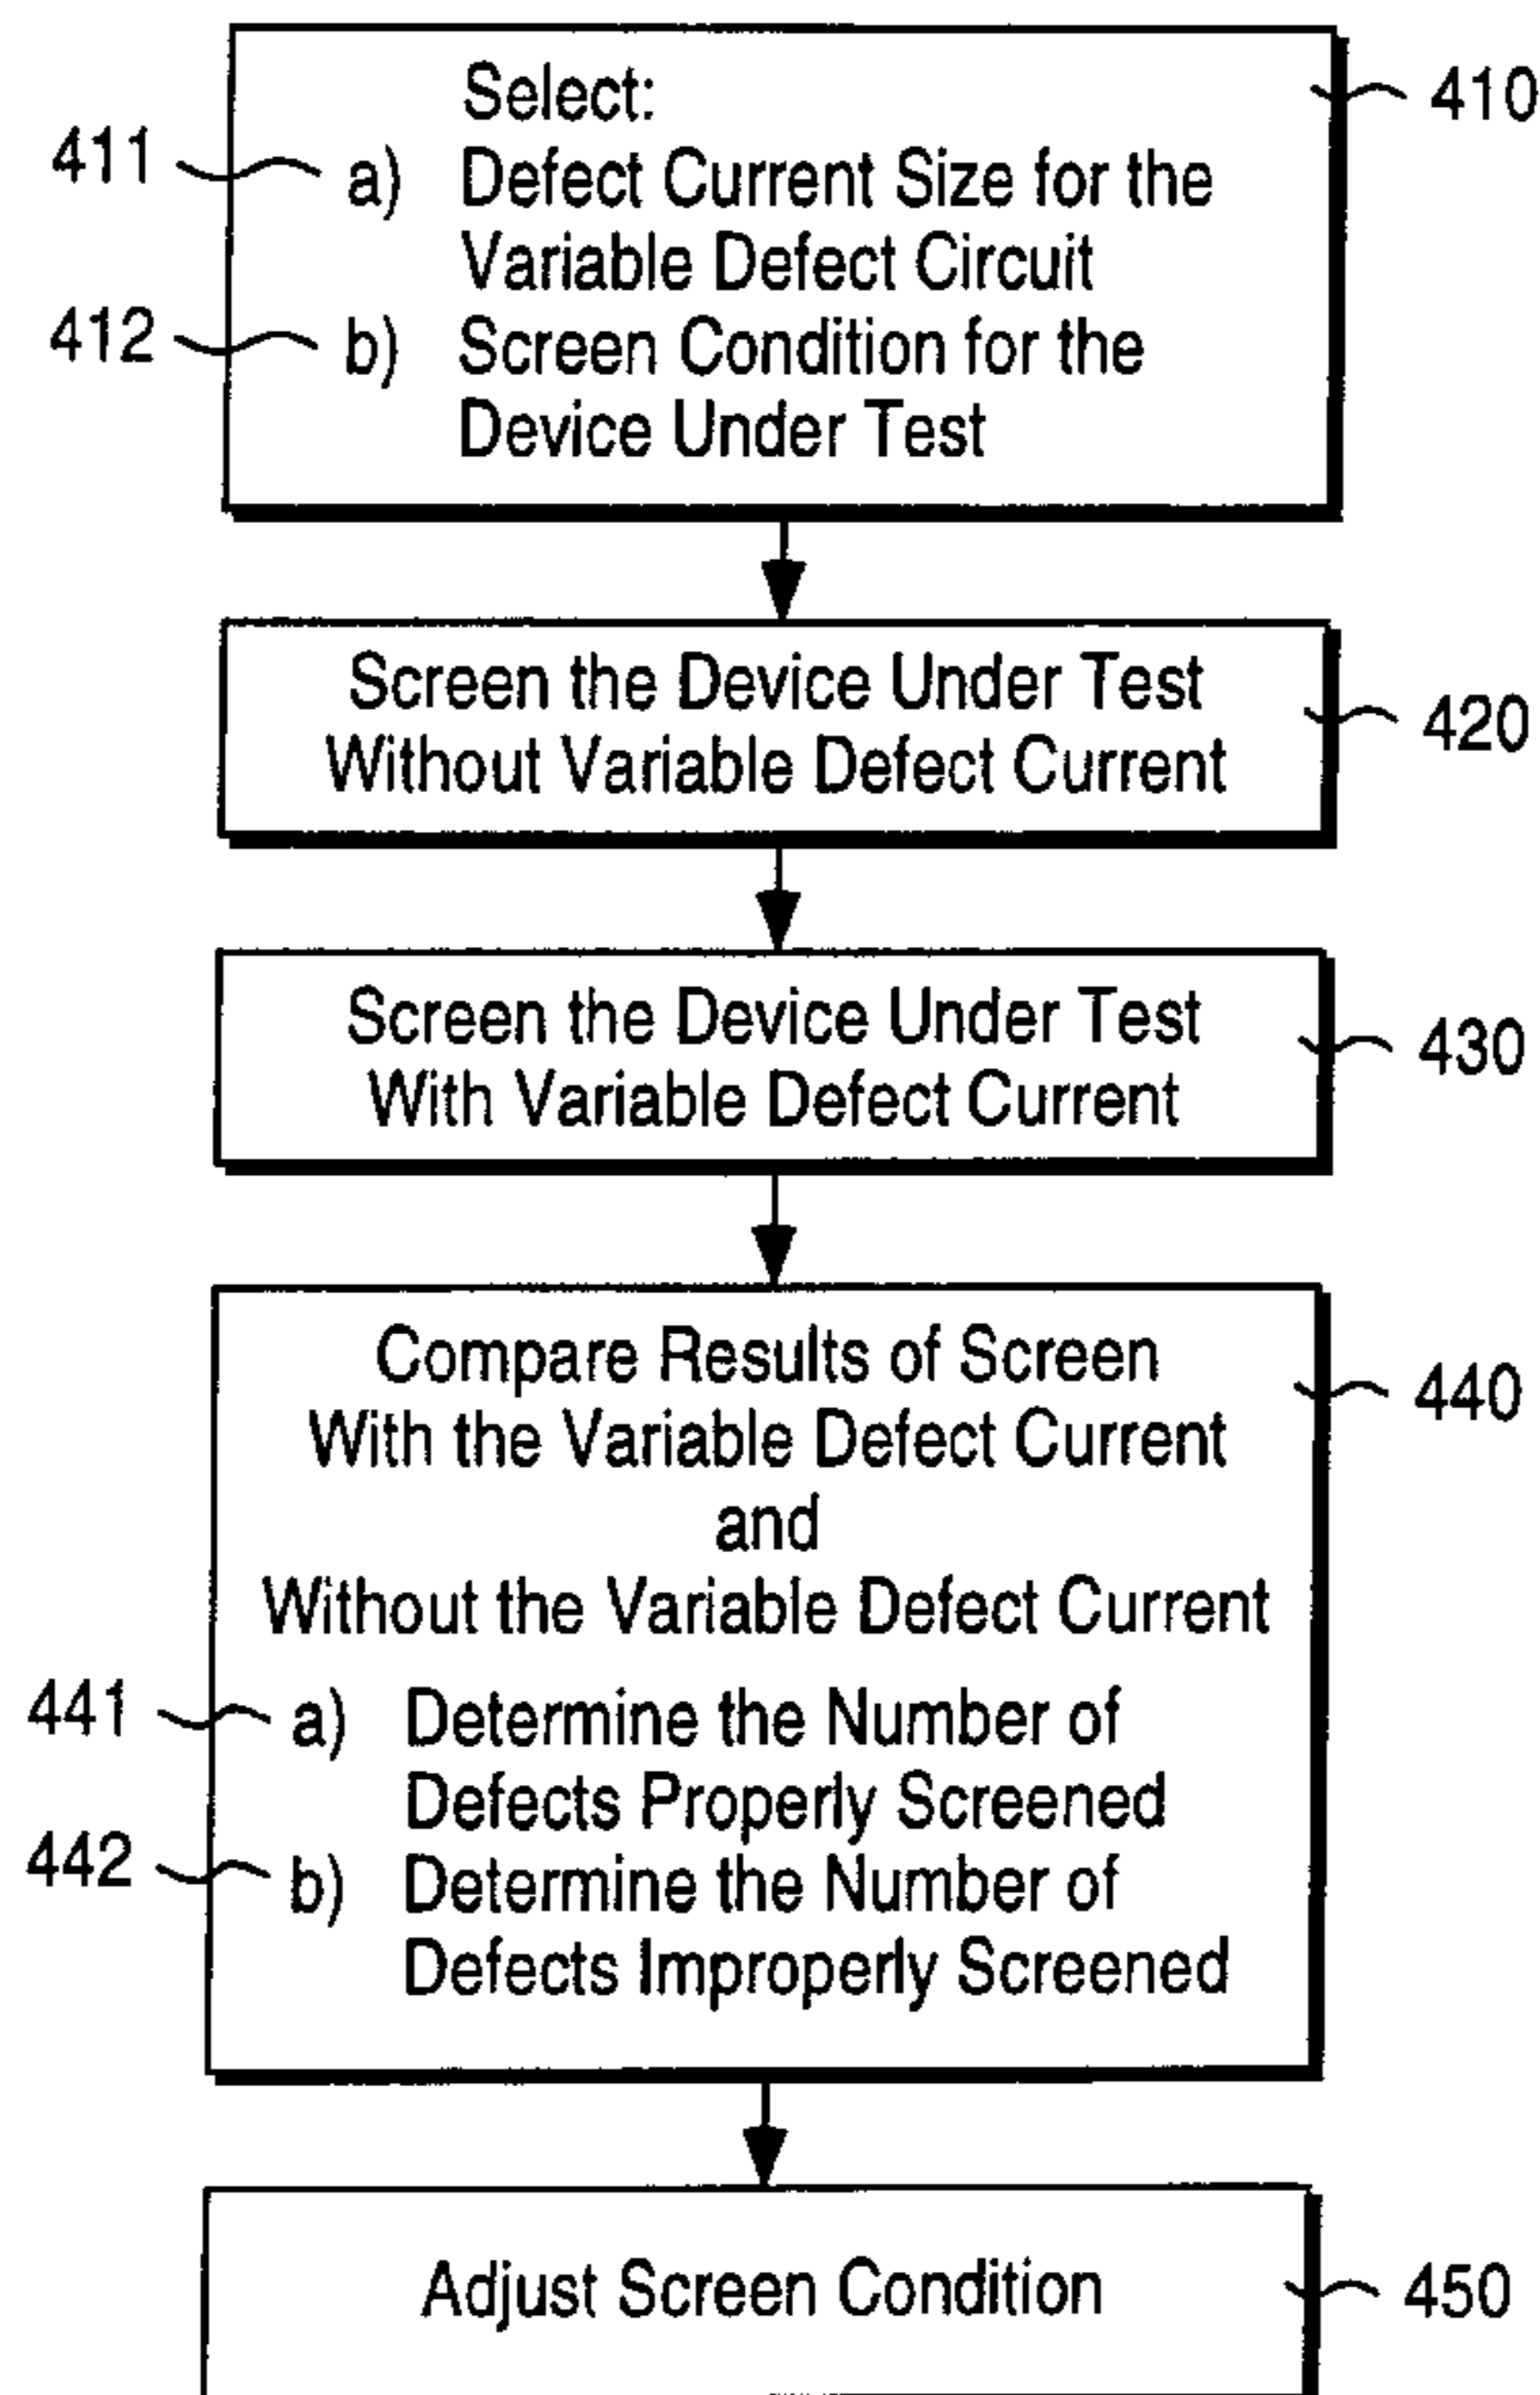 Select:
410
411
a) Defect Current Size for the
Variable Defect Circuit
412
b) Screen Condition for the
Device Under Test
Screen the Device Under Test
Without Variable Defect Current
420
Screen the Device Under Test
With Variable Defect Current
430
Compare Results of Screen
With the Variable Defect Current
and
Without the Variable Defect Current
440
441
a) Determine the Number of
Defects Properly Screened
442
b) Determine the Number of
Defects Improperly Screened
Adjust Screen Condition
450